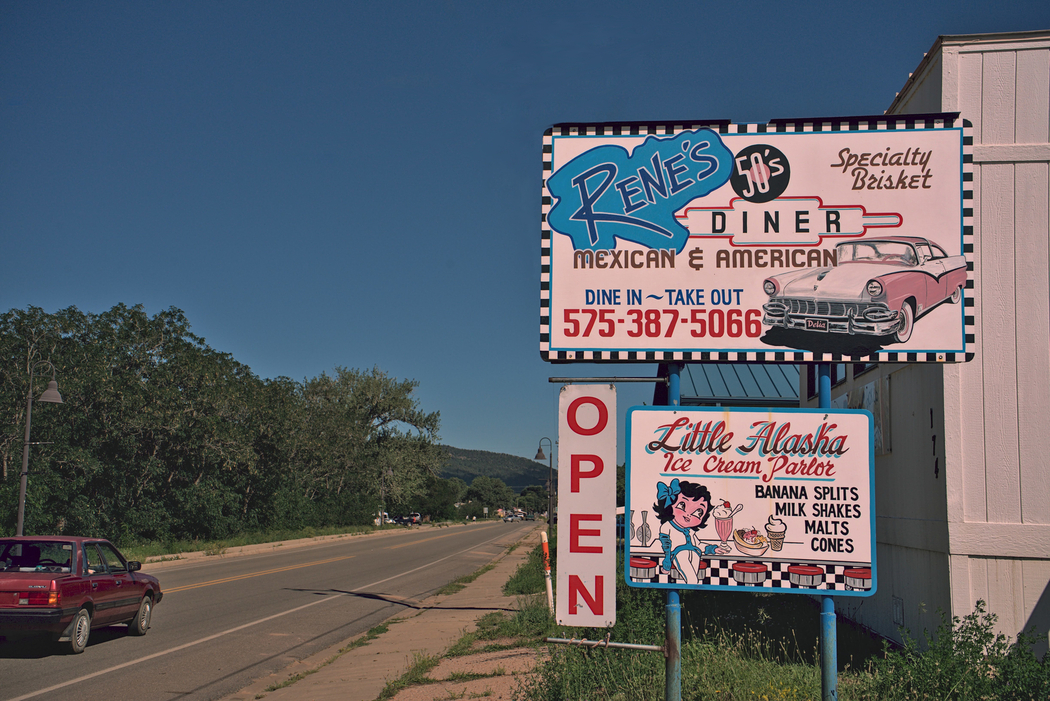 RENE'S
50's
DINER
Specialty
Brisket
MEXICAN & AMERICAN
DINE IN ~ TAKE OUT
575-387-5066
Delia
OPEN
Little Alaska
Ice Cream Parlor
BANANA SPLITS
MILK SHAKES
MALTS
CONES
174